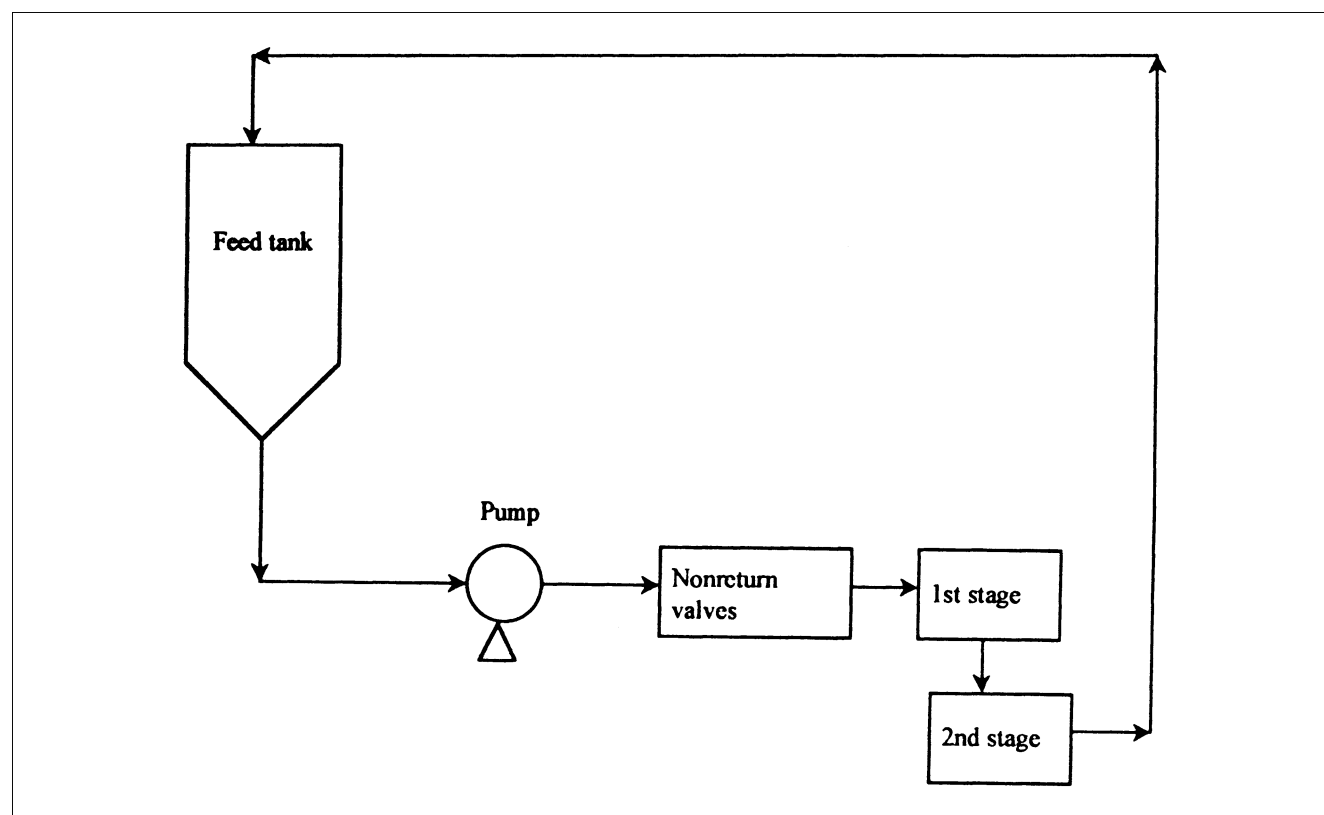 Feed tank
Pump
Nonreturn
valves
1st stage
2nd stage